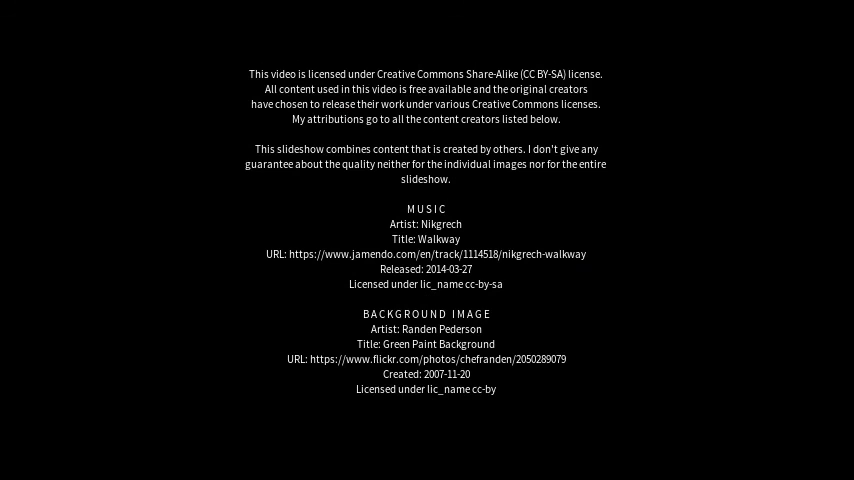 This video is licensed under Creative Commons Share-Alike (CC BY-SA) license.
All content used in this video is free available and the original creators
have chosen to release their work under various Creative Commons licenses.
My attributions go to all the content creators listed below.
This slideshow combines content that is created by others. I don't give any
guarantee about the quality neither for the individual images nor for the entire
slideshow.
MUSIC
Artist: Nikgrech
Title: Walkway
URL: https://www.jamendo.com/en/track/1114518/nikgrech-walkway
Released: 2014-03-27
Licensed under lic_name cc-by-sa
BACKGROUND IMAGE
Artist: Randen Pederson
Title: Green Paint Background
URL: https://www.flickr.com/photos/chefranden/2050289079
Created: 2007-11-20
Licensed under lic_name cc-by